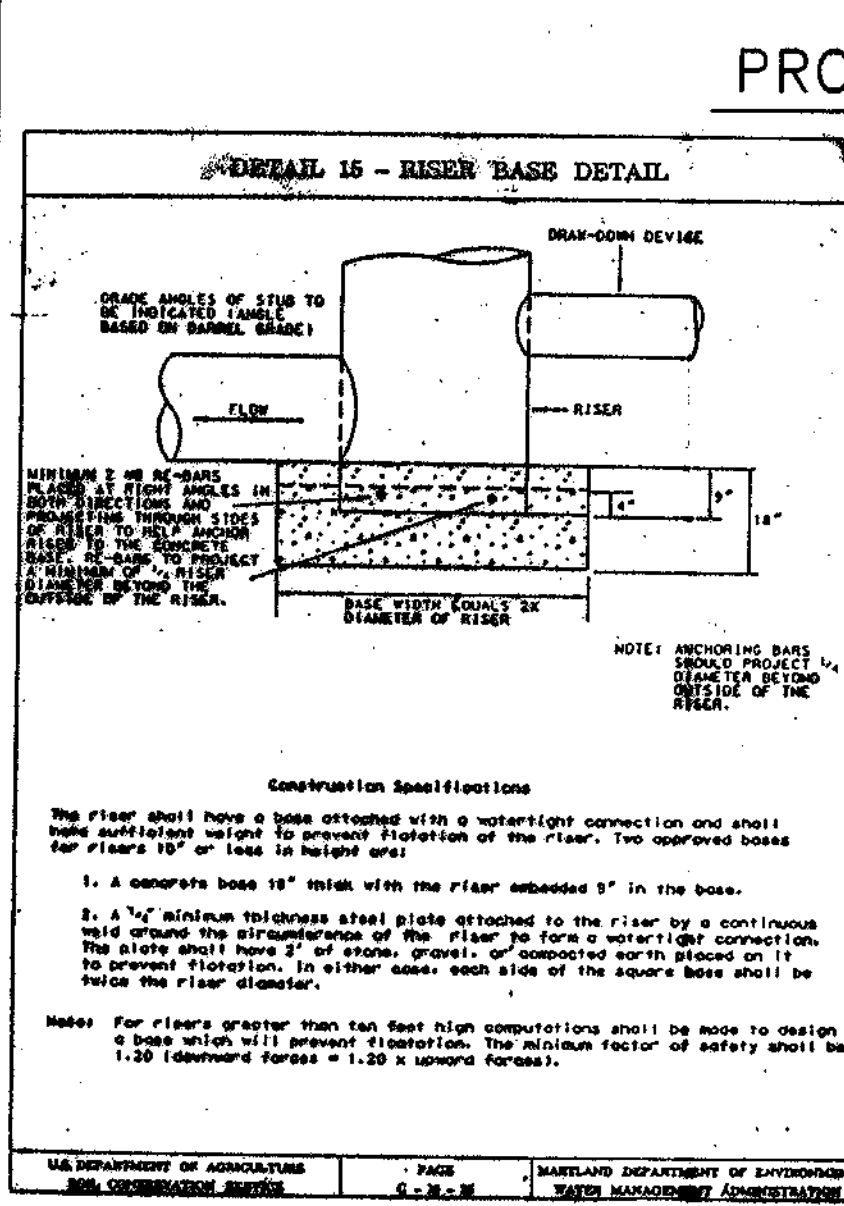 PRO
DETAIL 15 - RISER BASE DETAIL
DRAW-DOWN DEVICE
GRADE ANGLES OF STUB TO
BE INDICATED (ANGLE
BASED ON BARREL GRADE)
FLOW
RISER
MINIMUM 2 RE-BARS
PLACED AT RIGHT ANGLES IN
BOTH DIRECTIONS AND
PROJECTING THROUGH SIDES
OF RISER TO HELP ANCHOR
RISER TO THE CONCRETE
BASE. RE-BARS TO PROJECT
A MINIMUM OF 1/4 RISER
DIAMETER BEYOND THE
OUTSIDE OF THE RISER.
4"
9"
18"
BASE WIDTH EQUALS 2X
DIAMETER OF RISER
NOTE: ANCHORING BARS
SHOULD PROJECT 1/4
DIAMETER BEYOND
OUTSIDE OF THE
RISER.
Construction Specifications
The riser shall have a base attached with a watertight connection and shall
have sufficient weight to prevent flotation of the riser. Two approved bases
for risers 10" or less in height are:
1. A concrete base 18" thick with the riser embedded 9" in the base.
2. A 1/4" minimum thickness steel plate attached to the riser by a continuous
weld around the circumference of the riser to form a watertight connection.
The plate shall have 2' of stone, gravel, or compacted earth placed on it
to prevent flotation. In either case, each side of the square base shall be
twice the riser diameter.
Note: For risers greater than ten feet high computations shall be made to design
a base which will prevent floatation. The minimum factor of safety shall be
1.20 (downward forces = 1.20 x upward forces).
U.S. DEPARTMENT OF AGRICULTURE
SOIL CONSERVATION SERVICE
PAGE
MARYLAND DEPARTMENT OF ENVIRONME
WATER MANAGEMENT ADMINISTRATION